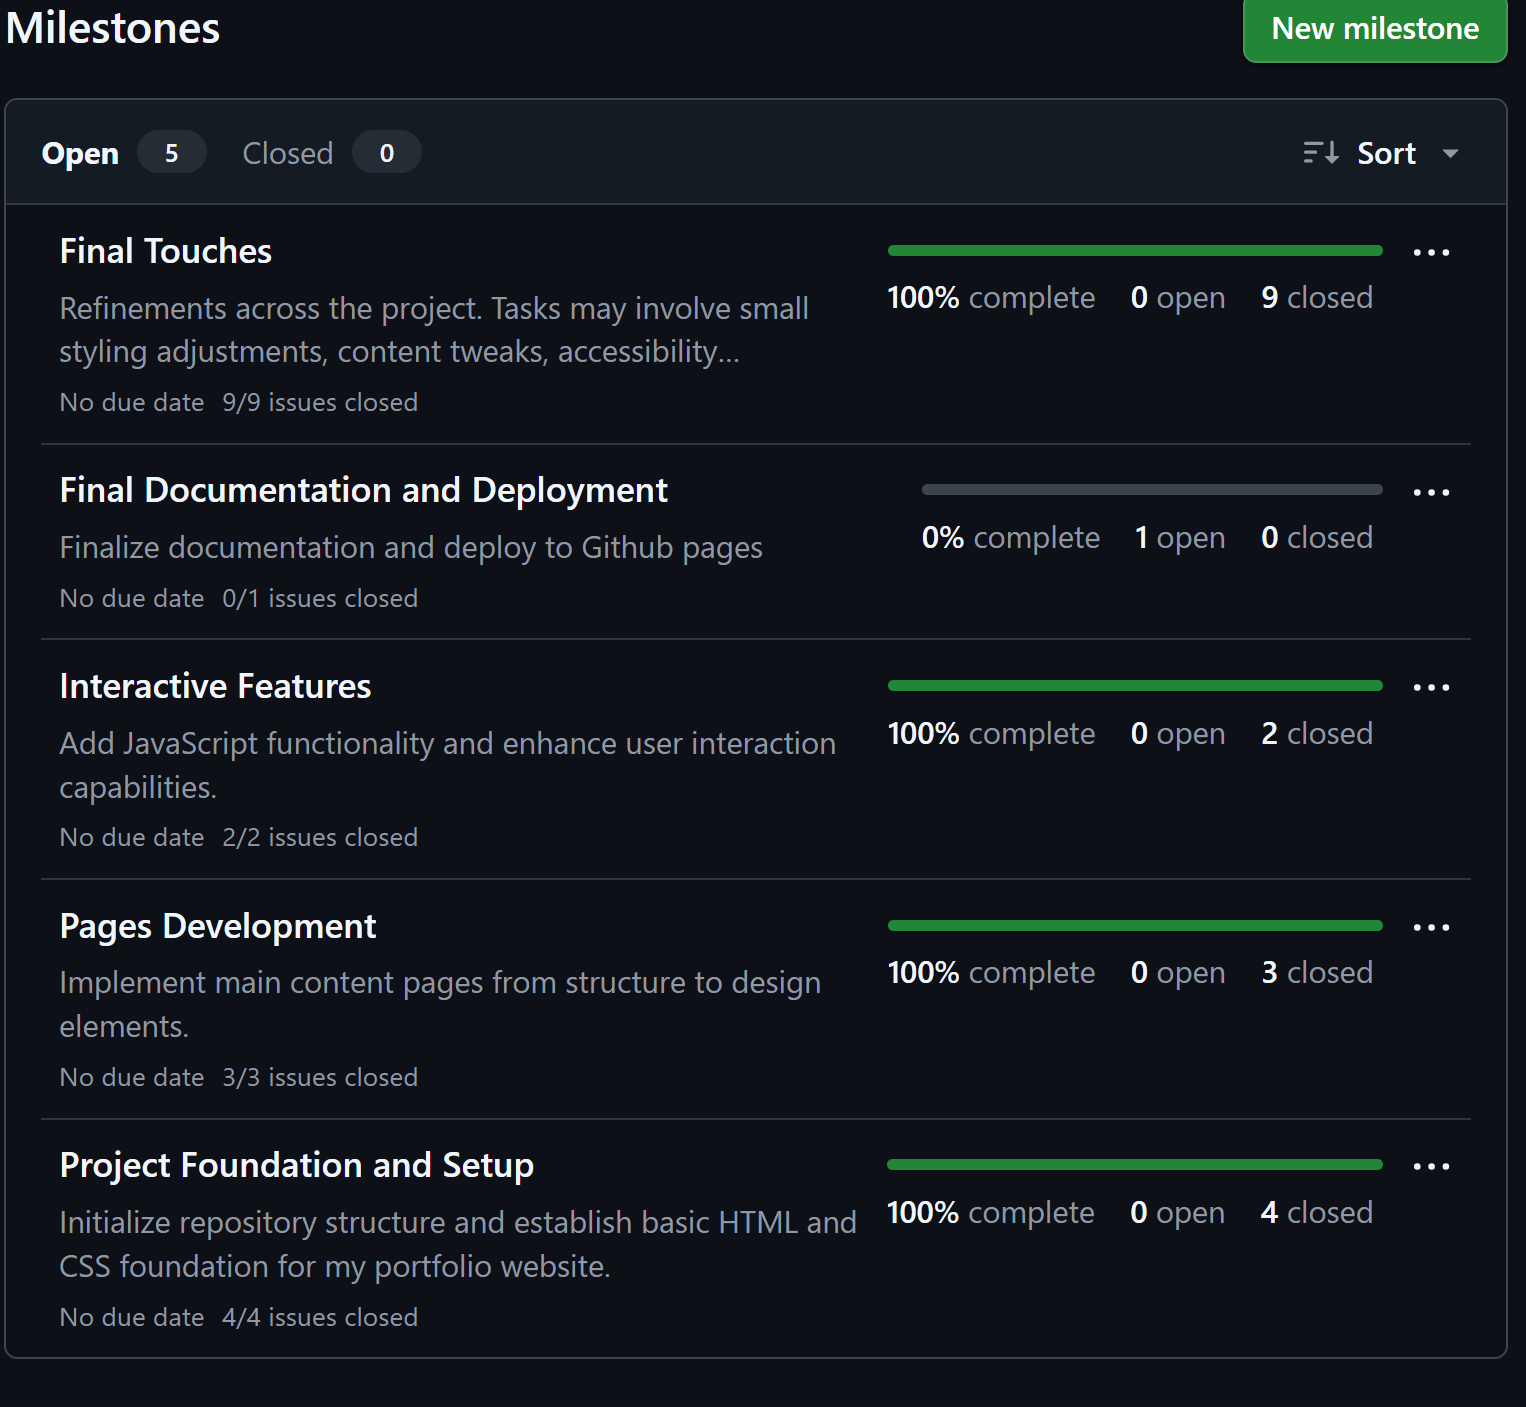 Milestones
New milestone
Open 5 Closed 0
Sort
Final Touches
100% complete 0 open 9 closed
Refinements across the project. Tasks may involve small
styling adjustments, content tweaks, accessibility...
No due date 9/9 issues closed
Final Documentation and Deployment
0% complete 1 open 0 closed
Finalize documentation and deploy to Github pages
No due date 0/1 issues closed
Interactive Features
100% complete 0 open 2 closed
Add JavaScript functionality and enhance user interaction
capabilities.
No due date 2/2 issues closed
Pages Development
100% complete 0 open 3 closed
Implement main content pages from structure to design
elements.
No due date 3/3 issues closed
Project Foundation and Setup
100% complete 0 open 4 closed
Initialize repository structure and establish basic HTML and
CSS foundation for my portfolio website.
No due date 4/4 issues closed